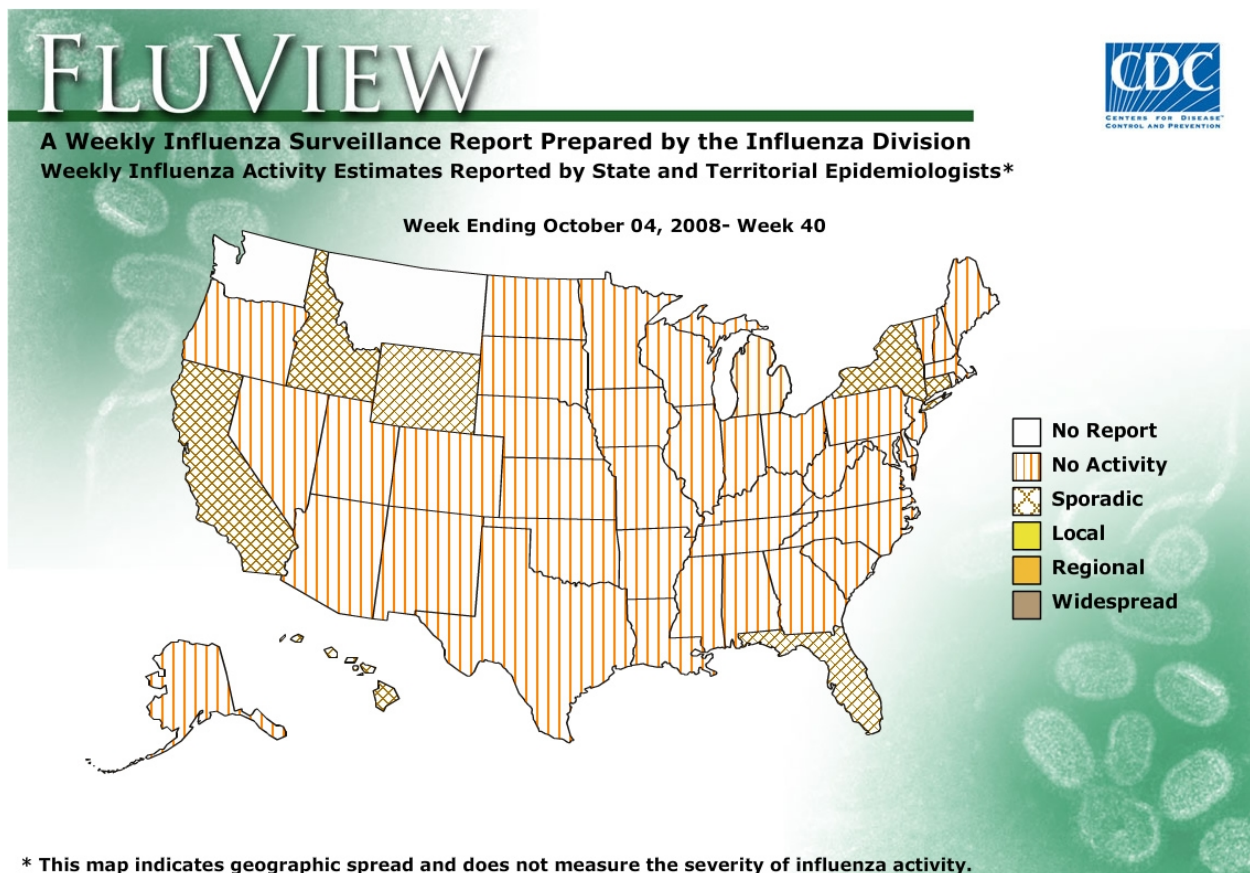 FLUVIEW
CDC
CENTERS FOR DISEASE™
CONTROL AND PREVENTION
A Weekly Influenza Surveillance Report Prepared by the Influenza Division
Weekly Influenza Activity Estimates Reported by State and Territorial Epidemiologists*
Week Ending October 04, 2008- Week 40
No Report
No Activity
Sporadic
Local
Regional
Widespread
* This map indicates geographic spread and does not measure the severity of influenza activity.